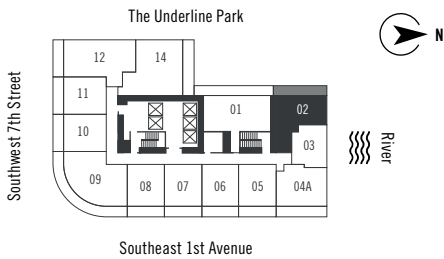 The Underline Park
N
12
14
11
01
02
10
03
River
Southwest 7th Street
09
08
07
06
05
04A
Southeast 1st Avenue